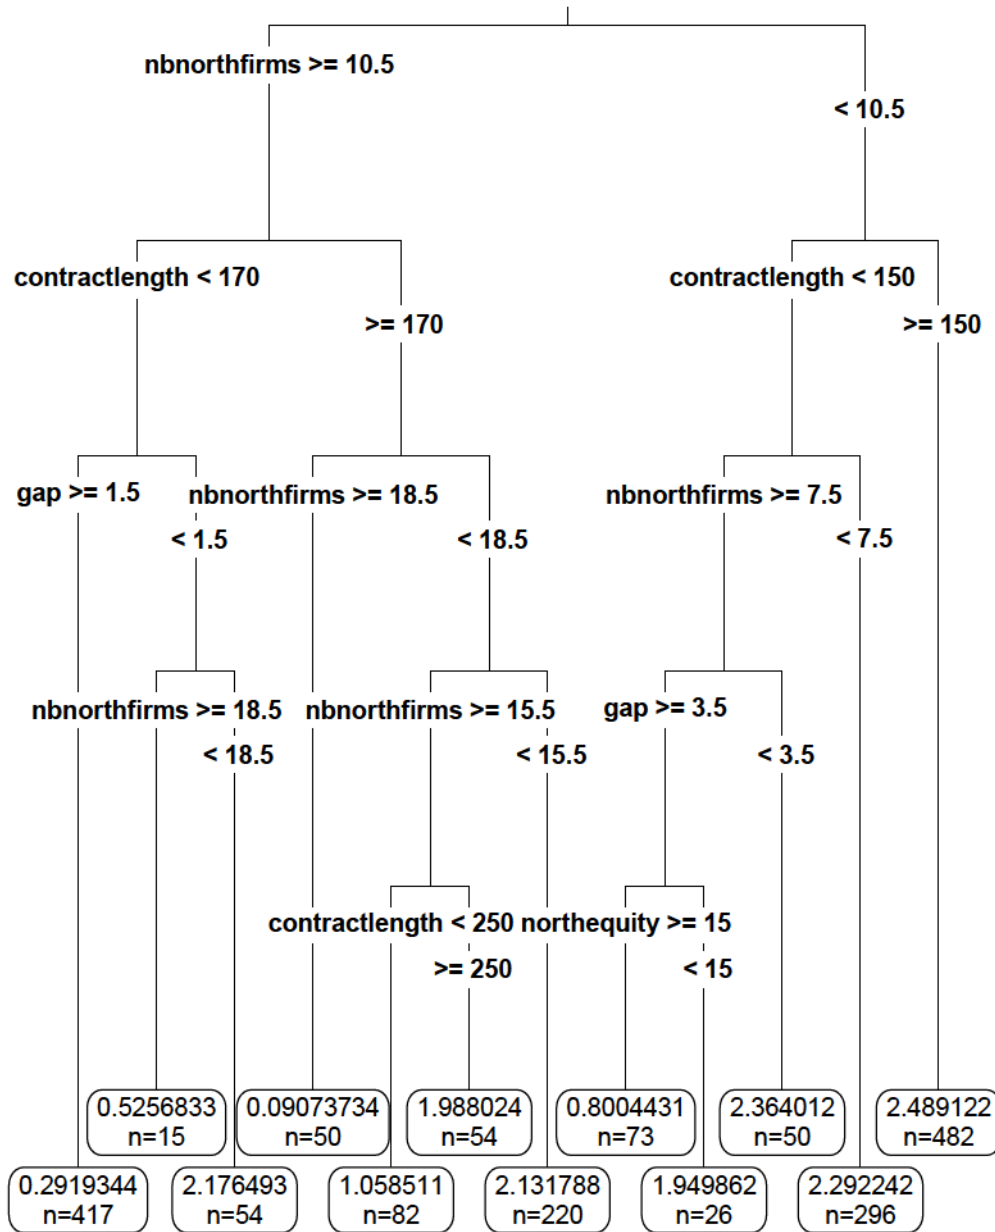 nbnorthfirms >= 10.5
< 10.5
contractlength < 170
contractlength < 150
>= 170
>= 150
gap >= 1.5
nbnorthfirms >= 18.5
nbnorthfirms >= 7.5
< 1.5
< 18.5
< 7.5
nbnorthfirms >= 18.5
nbnorthfirms >= 15.5
gap >= 3.5
< 18.5
< 15.5
< 3.5
contractlength < 250
northequity >= 15
>= 250
< 15
0.5256833
n=15
0.09073734
n=50
1.988024
n=54
0.8004431
n=73
2.364012
n=50
2.489122
n=482
0.2919344
n=417
2.176493
n=54
1.058511
n=82
2.131788
n=220
1.949862
n=26
2.292242
n=296